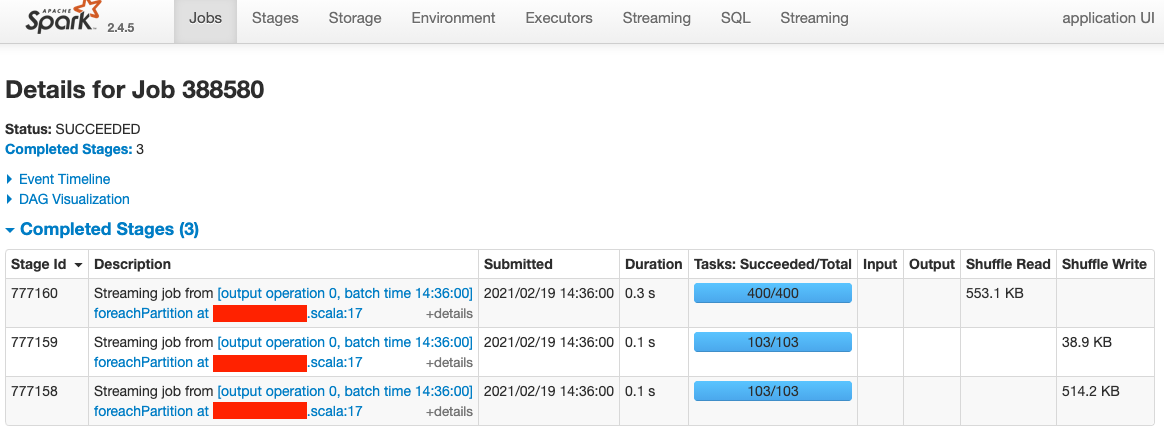 APACHE
Spark 2.4.5 Jobs Stages Storage Environment Executors Streaming SQL Streaming application UI
Details for Job 388580
Status: SUCCEEDED
Completed Stages: 3
Event Timeline
DAG Visualization
Completed Stages (3)
Stage Id Description Submitted Duration Tasks: Succeeded/Total Input Output Shuffle Read Shuffle Write
777160 Streaming job from [output operation 0, batch time 14:36:00] 2021/02/19 14:36:00 0.3 s 400/400 553.1 KB
foreachPartition at .scala:17 +details
777159 Streaming job from [output operation 0, batch time 14:36:00] 2021/02/19 14:36:00 0.1 s 103/103 38.9 KB
foreachPartition at .scala:17 +details
777158 Streaming job from [output operation 0, batch time 14:36:00] 2021/02/19 14:36:00 0.1 s 103/103 514.2 KB
foreachPartition at .scala:17 +details